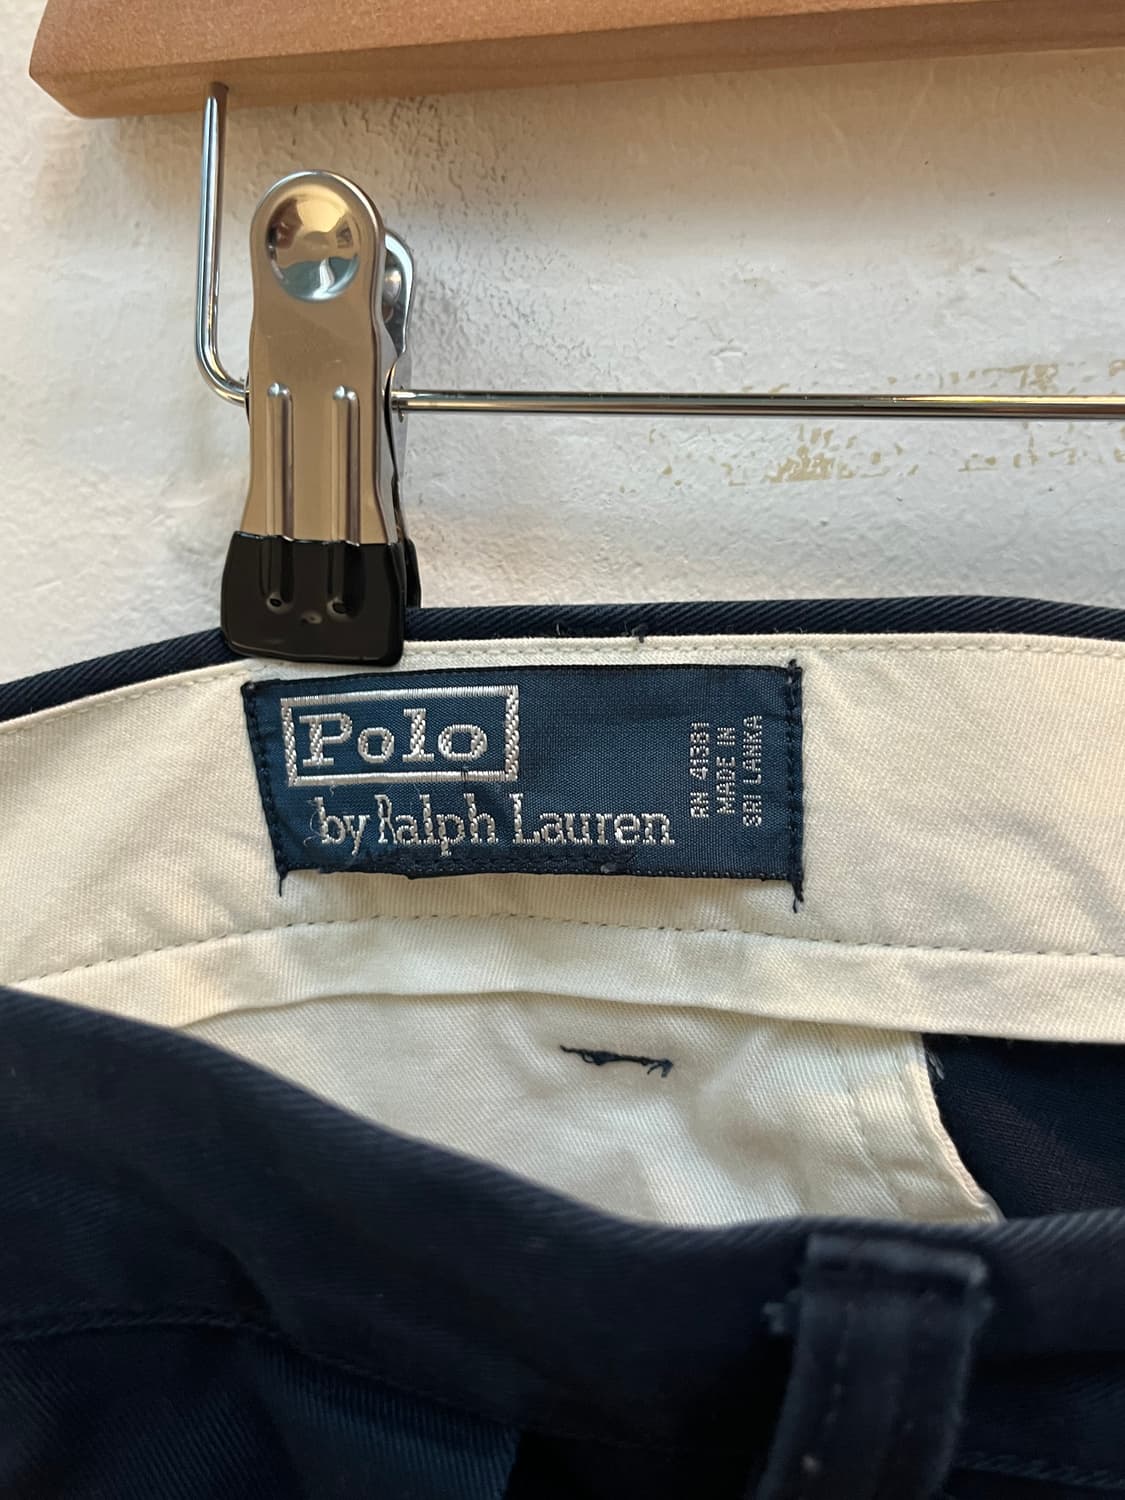 Polo
by Ralph Lauren
RN 41381
MADE IN
SRI LANKA